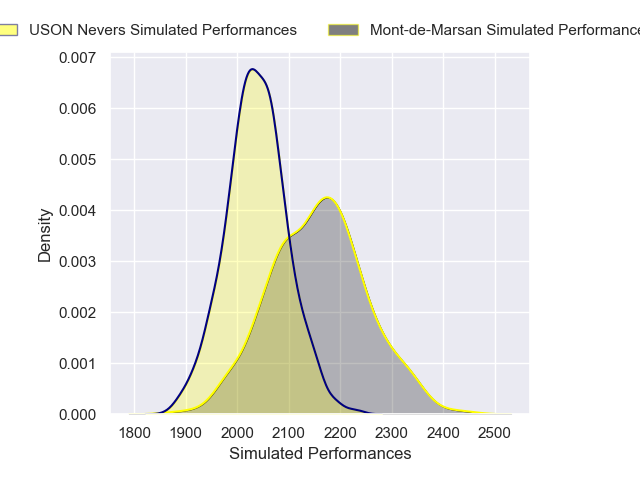 USON Nevers Simulated Performances
Mont-de-Marsan Simulated Performance
0.007
0.006
0.005
0.004
0.003
0.002
0.001
0.000
Density
1800 1900 2000 2100 2200 2300 2400 2500
Simulated Performances